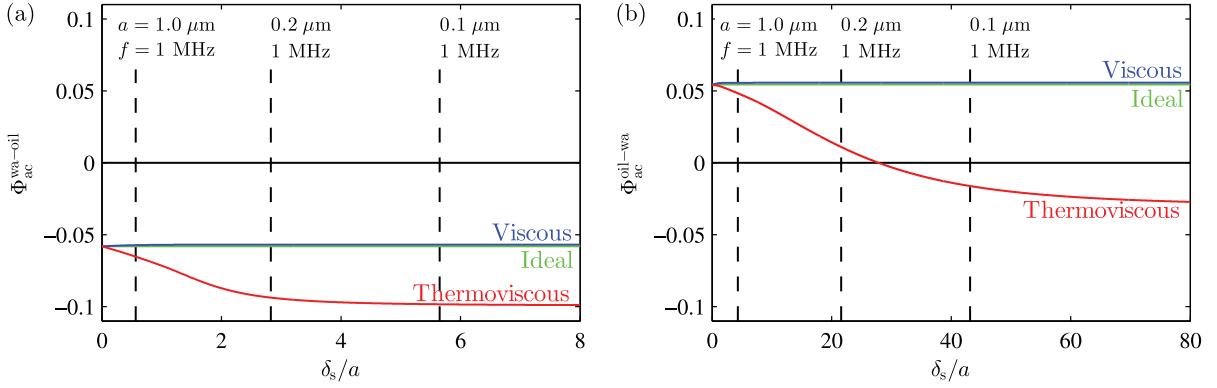 (a)
a = 1.0 μm
f = 1 MHz
0.2 μm
1 MHz
0.1 μm
1 MHz
0.1
0.05
0
−0.05
−0.1
Φ_ac^wa−oil
Viscous
Ideal
Thermoviscous
0 2 4 6 8
δ_s/a
(b)
a = 1.0 μm
f = 1 MHz
0.2 μm
1 MHz
0.1 μm
1 MHz
0.1
0.05
0
−0.05
−0.1
Φ_ac^oil−wa
Viscous
Ideal
Thermoviscous
0 20 40 60 80
δ_s/a